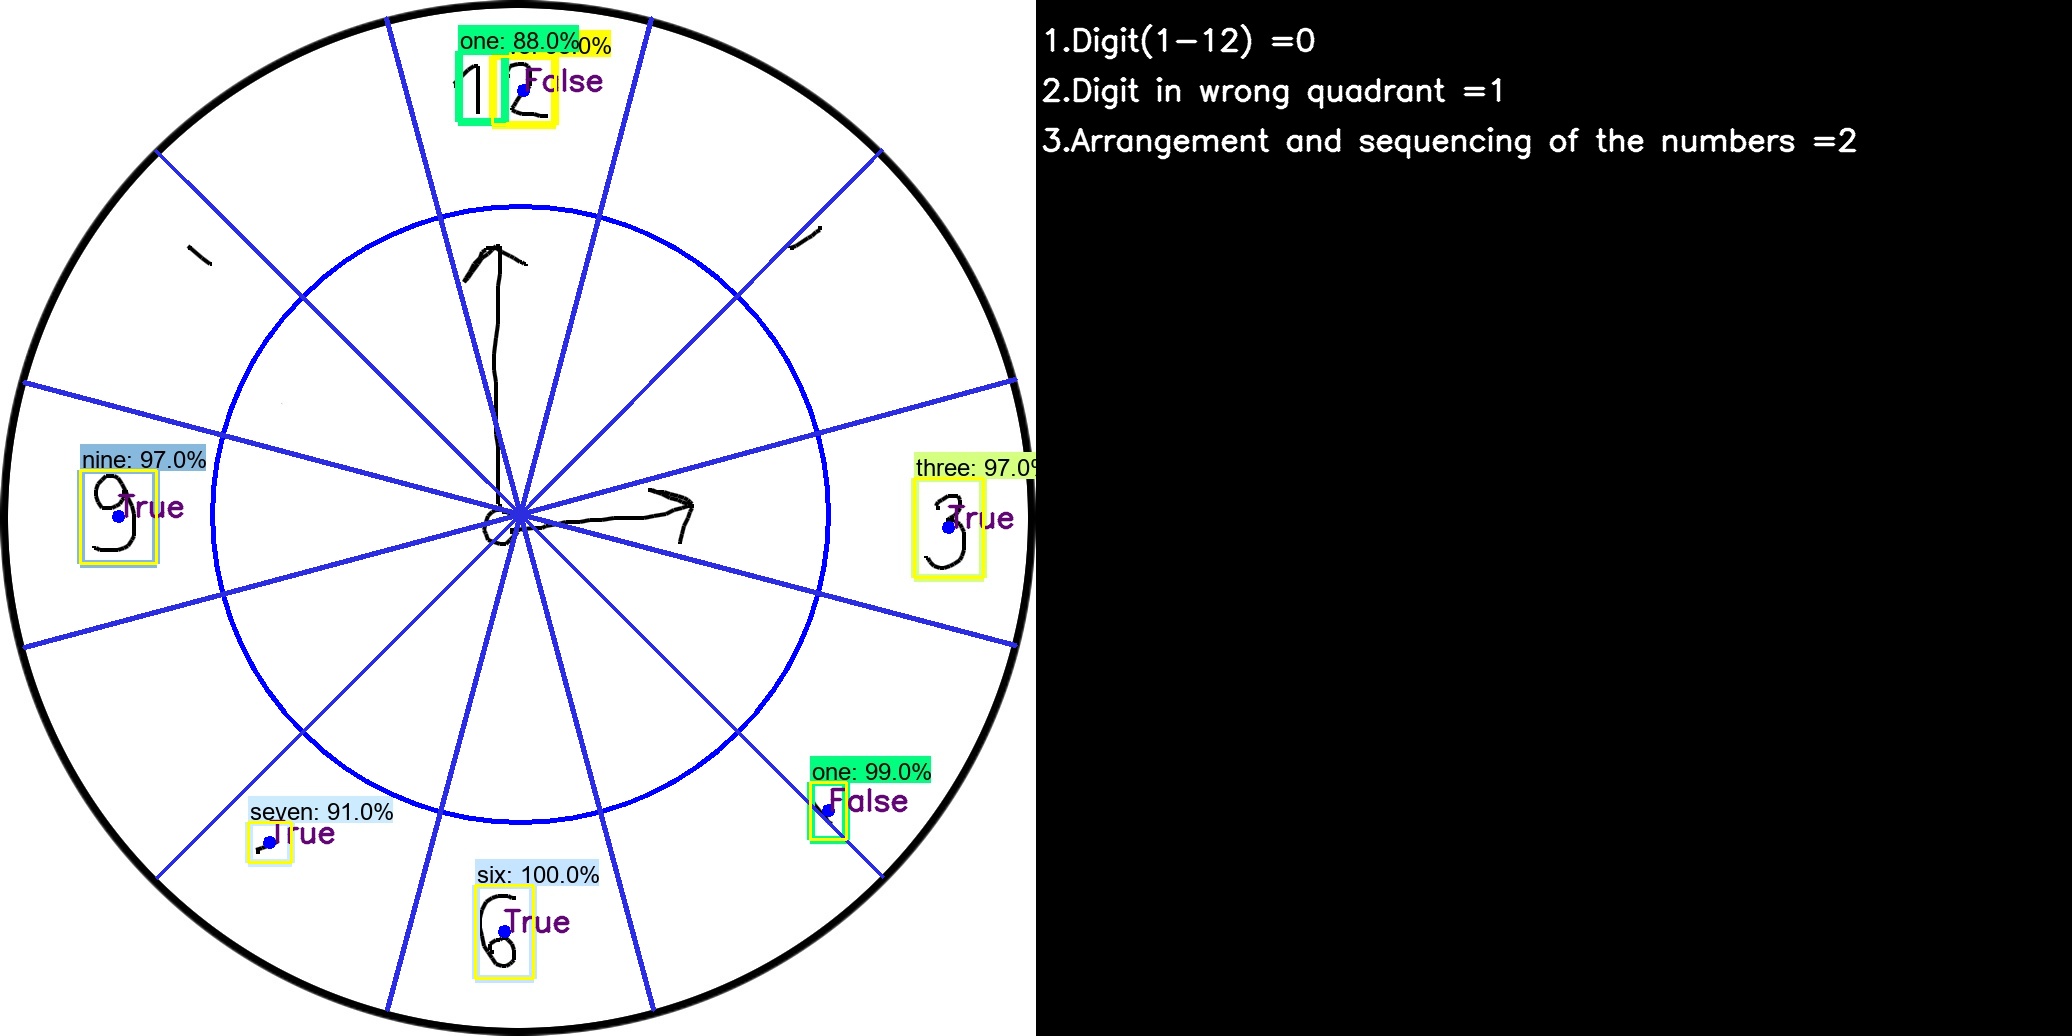 one: 88.0%
0%
12
False
nine: 97.0%
9
True
three: 97.0%
3
True
one: 99.0%
False
seven: 91.0%
True
six: 100.0%
6
True
1.Digit(1-12) =0
2.Digit in wrong quadrant =1
3.Arrangement and sequencing of the numbers =2